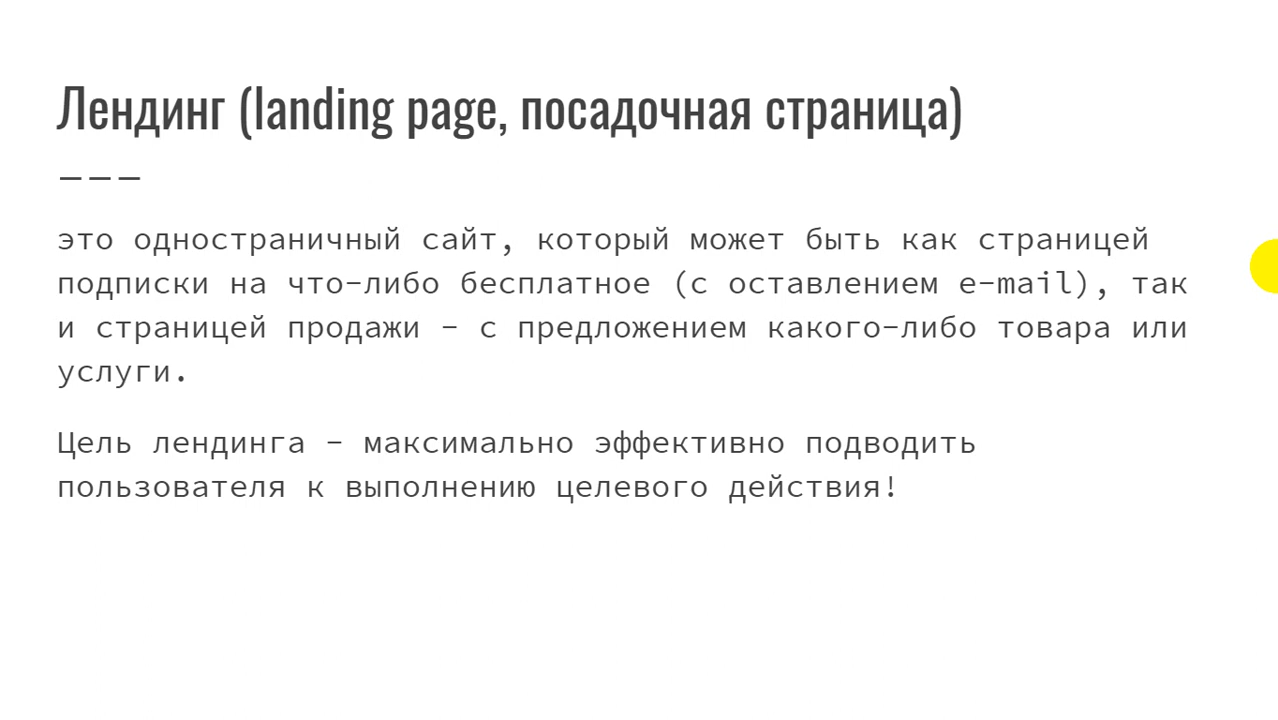 Лендинг (landing page, посадочная страница)
———
это одностраничный сайт, который может быть как страницей
подписки на что-либо бесплатное (с оставлением e-mail), так
и страницей продажи - с предложением какого-либо товара или
услуги.
Цель лендинга - максимально эффективно подводить
пользователя к выполнению целевого действия!